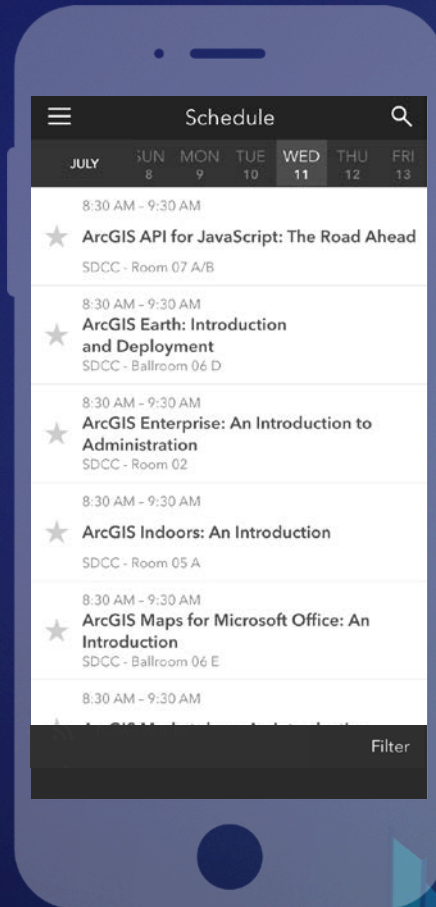 Schedule
JULY
SUN MON TUE WED THU FRI
8 9 10 11 12 13
8:30 AM – 9:30 AM
ArcGIS API for JavaScript: The Road Ahead
SDCC - Room 07 A/B
8:30 AM – 9:30 AM
ArcGIS Earth: Introduction
and Deployment
SDCC - Ballroom 06 D
8:30 AM – 9:30 AM
ArcGIS Enterprise: An Introduction to
Administration
SDCC - Room 02
8:30 AM – 9:30 AM
ArcGIS Indoors: An Introduction
SDCC - Room 05 A
8:30 AM – 9:30 AM
ArcGIS Maps for Microsoft Office: An
Introduction
SDCC - Ballroom 06 E
8:30 AM – 9:30 AM
Filter